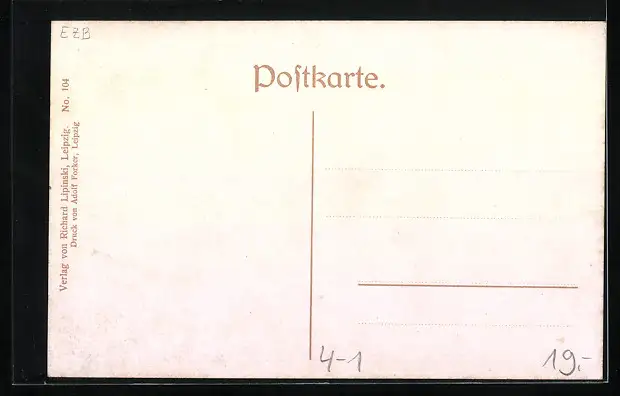 EZB
Poſtkarte.
Verlag von Richard Lipinski, Leipzig. No. 104
Druck von Adolf Forker, Leipzig
4-1
19.-